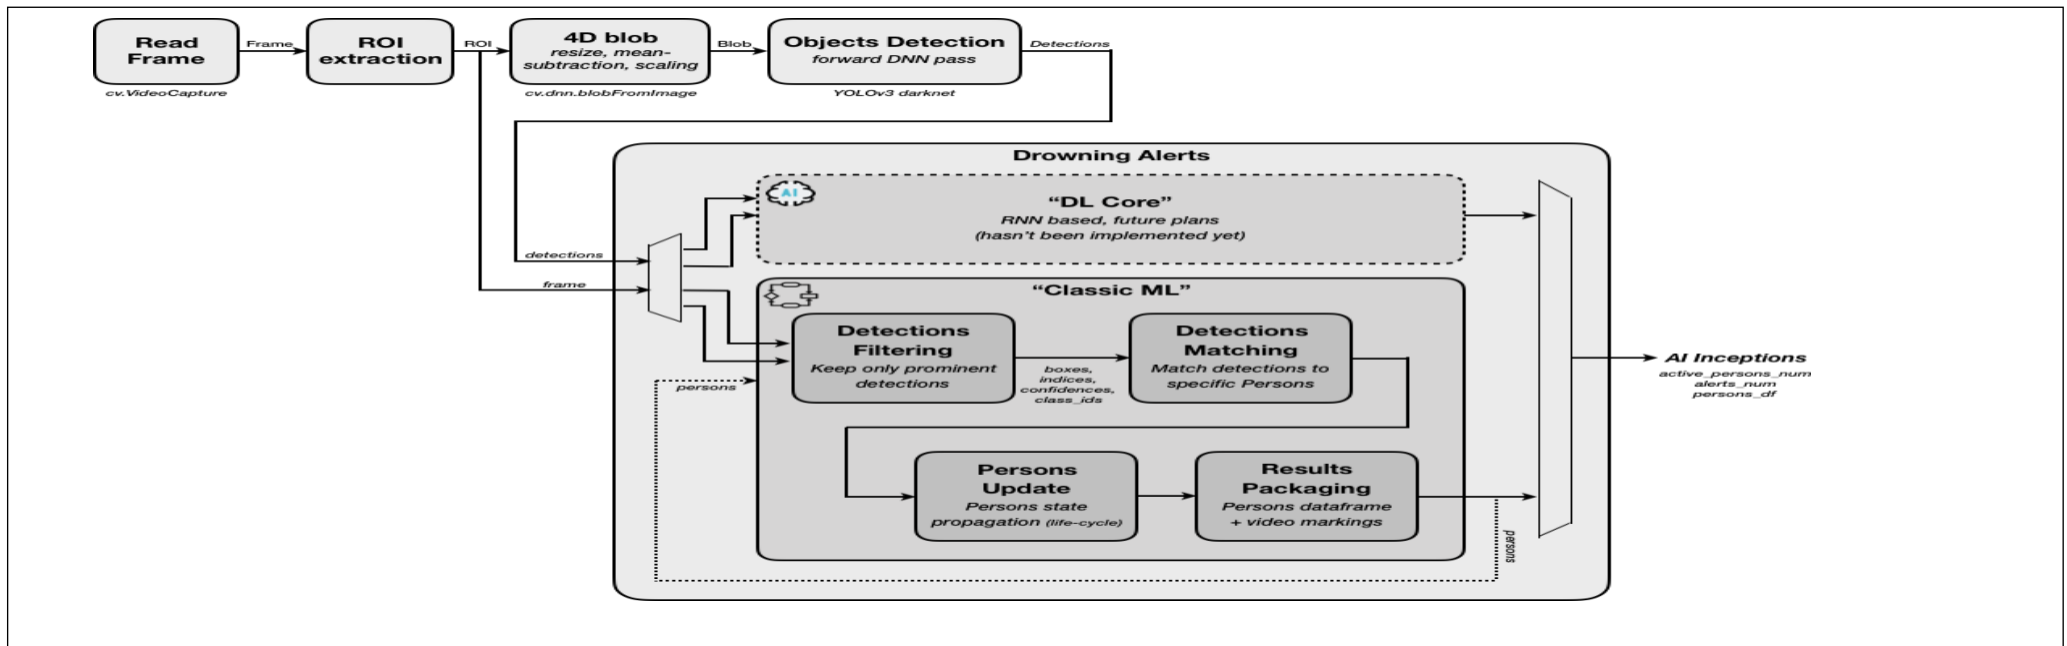 Read
Frame
cv.VideoCapture
Frame
ROI
extraction
ROI
4D blob
resize, mean-
subtraction, scaling
cv.dnn.blobFromImage
Blob
Objects Detection
forward DNN pass
YOLOv3 darknet
Detections
Drowning Alerts
AI
“DL Core”
RNN based, future plans
(hasn't been implemented yet)
detections
frame
“Classic ML”
Detections
Filtering
Keep only prominent
detections
boxes,
indices,
confidences,
class_ids
Detections
Matching
Match detections to
specific Persons
persons
Persons
Update
Persons state
propagation (life-cycle)
Results
Packaging
Persons dataframe
+ video markings
persons
AI Inceptions
active_persons_num
alerts_num
persons_df